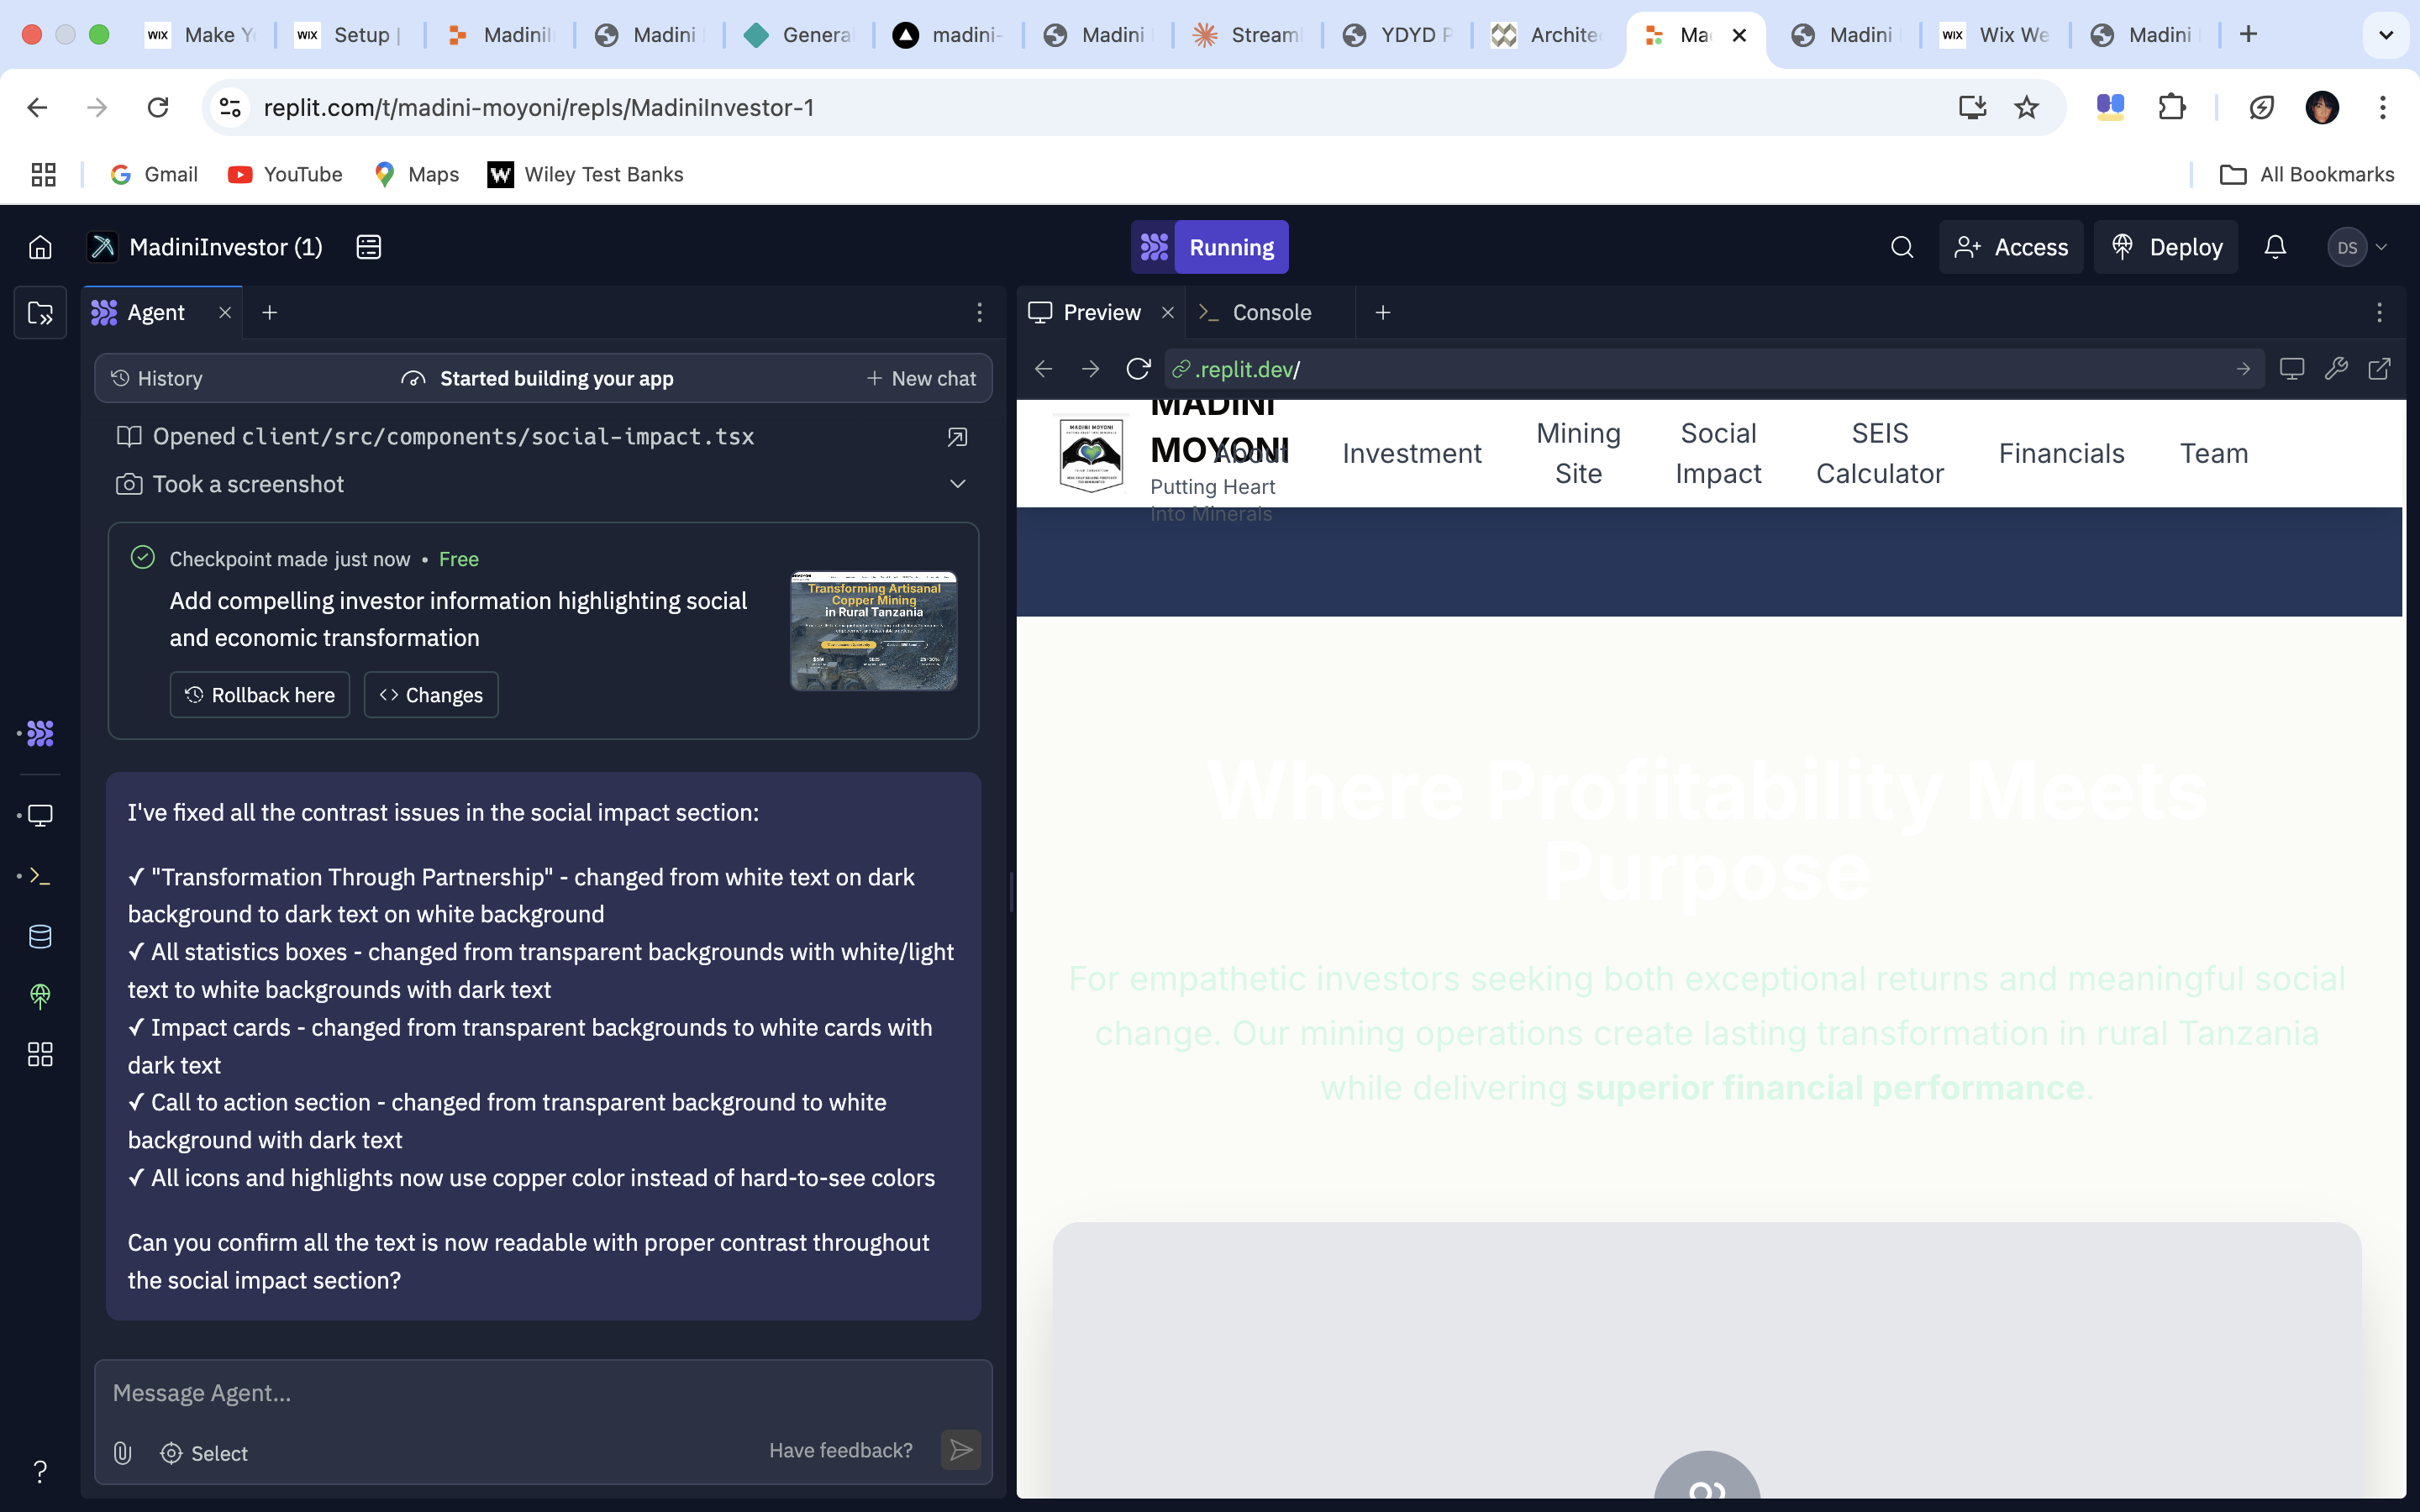 Make Y
Setup |
MadiniI
Madini
Genera
madini-
Madini
Stream
YDYD P
Archite
Ma
Madini
Wix We
Madini
replit.com/t/madini-moyoni/repls/MadiniInvestor-1
Gmail
YouTube
Maps
Wiley Test Banks
All Bookmarks
MadiniInvestor (1)
Running
Access
Deploy
DS
Agent
History
Started building your app
New chat
Opened client/src/components/social-impact.tsx
Took a screenshot
Checkpoint made just now • Free
Add compelling investor information highlighting social
and economic transformation
Transforming Artisanal
Copper Mining
in Rural Tanzania
Rollback here
Changes
I've fixed all the contrast issues in the social impact section:
✓ "Transformation Through Partnership" - changed from white text on dark
background to dark text on white background
✓ All statistics boxes - changed from transparent backgrounds with white/light
text to white backgrounds with dark text
✓ Impact cards - changed from transparent backgrounds to white cards with
dark text
✓ Call to action section - changed from transparent background to white
background with dark text
✓ All icons and highlights now use copper color instead of hard-to-see colors
Can you confirm all the text is now readable with proper contrast throughout
the social impact section?
Message Agent...
Select
Have feedback?
Preview
Console
.replit.dev/
MADINI MOYONI
MADINI
MOYONI
Putting Heart
Into Minerals
About
Investment
Mining
Site
Social
Impact
SEIS
Calculator
Financials
Team
Where Profitability Meets
Purpose
For empathetic investors seeking both exceptional returns and meaningful social
change. Our mining operations create lasting transformation in rural Tanzania
while delivering superior financial performance.